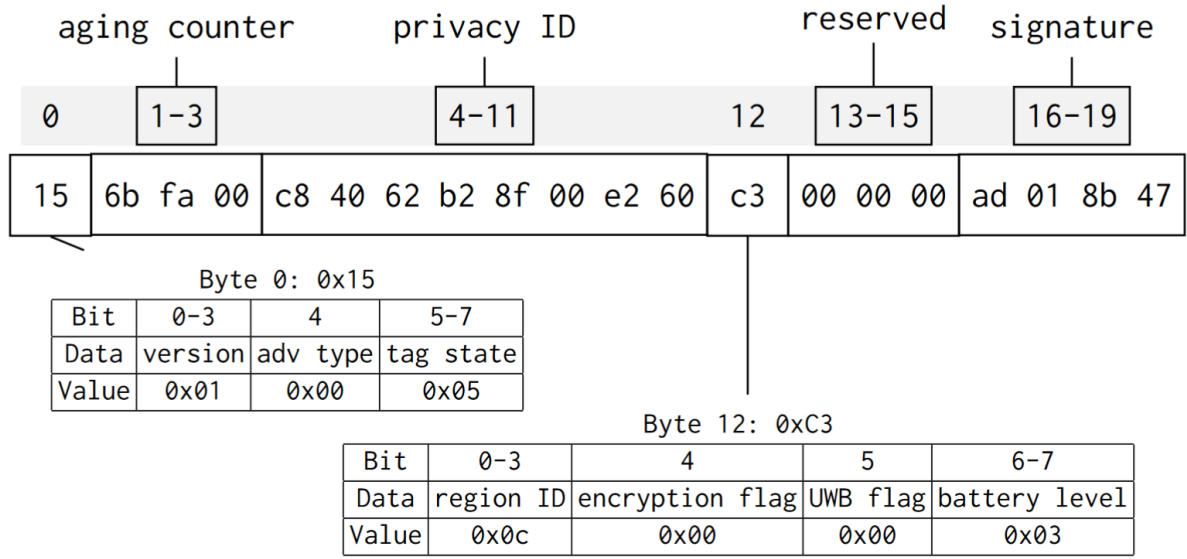 aging counter privacy ID reserved signature
0 1-3 4-11 12 13-15 16-19
15 6b fa 00 c8 40 62 b2 8f 00 e2 60 c3 00 00 00 ad 01 8b 47
Byte 0: 0x15
Bit 0-3 4 5-7
Data version adv type tag state
Value 0x01 0x00 0x05
Byte 12: 0xC3
Bit 0-3 4 5 6-7
Data region ID encryption flag UWB flag battery level
Value 0x0c 0x00 0x00 0x03